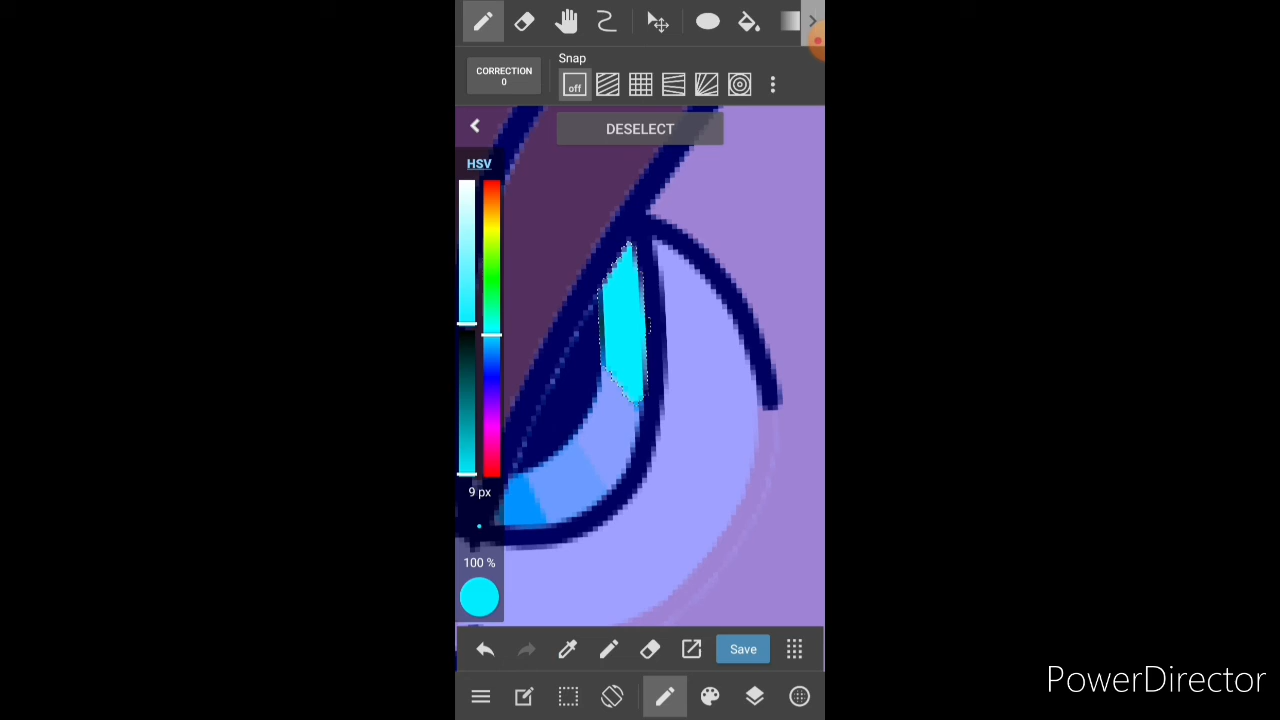 Snap
CORRECTION
0
off
DESELECT
HSV
9 px
100 %
Save
PowerDirector